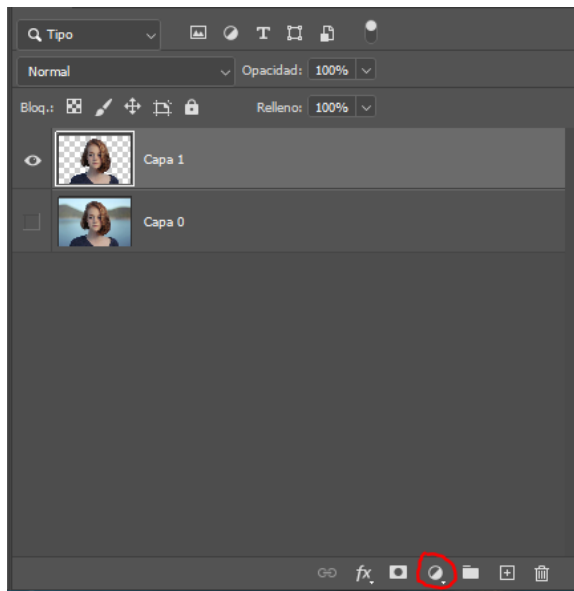 Tipo
Normal Opacidad: 100%
Bloq.: Relleno: 100%
Capa 1
Capa 0
fx